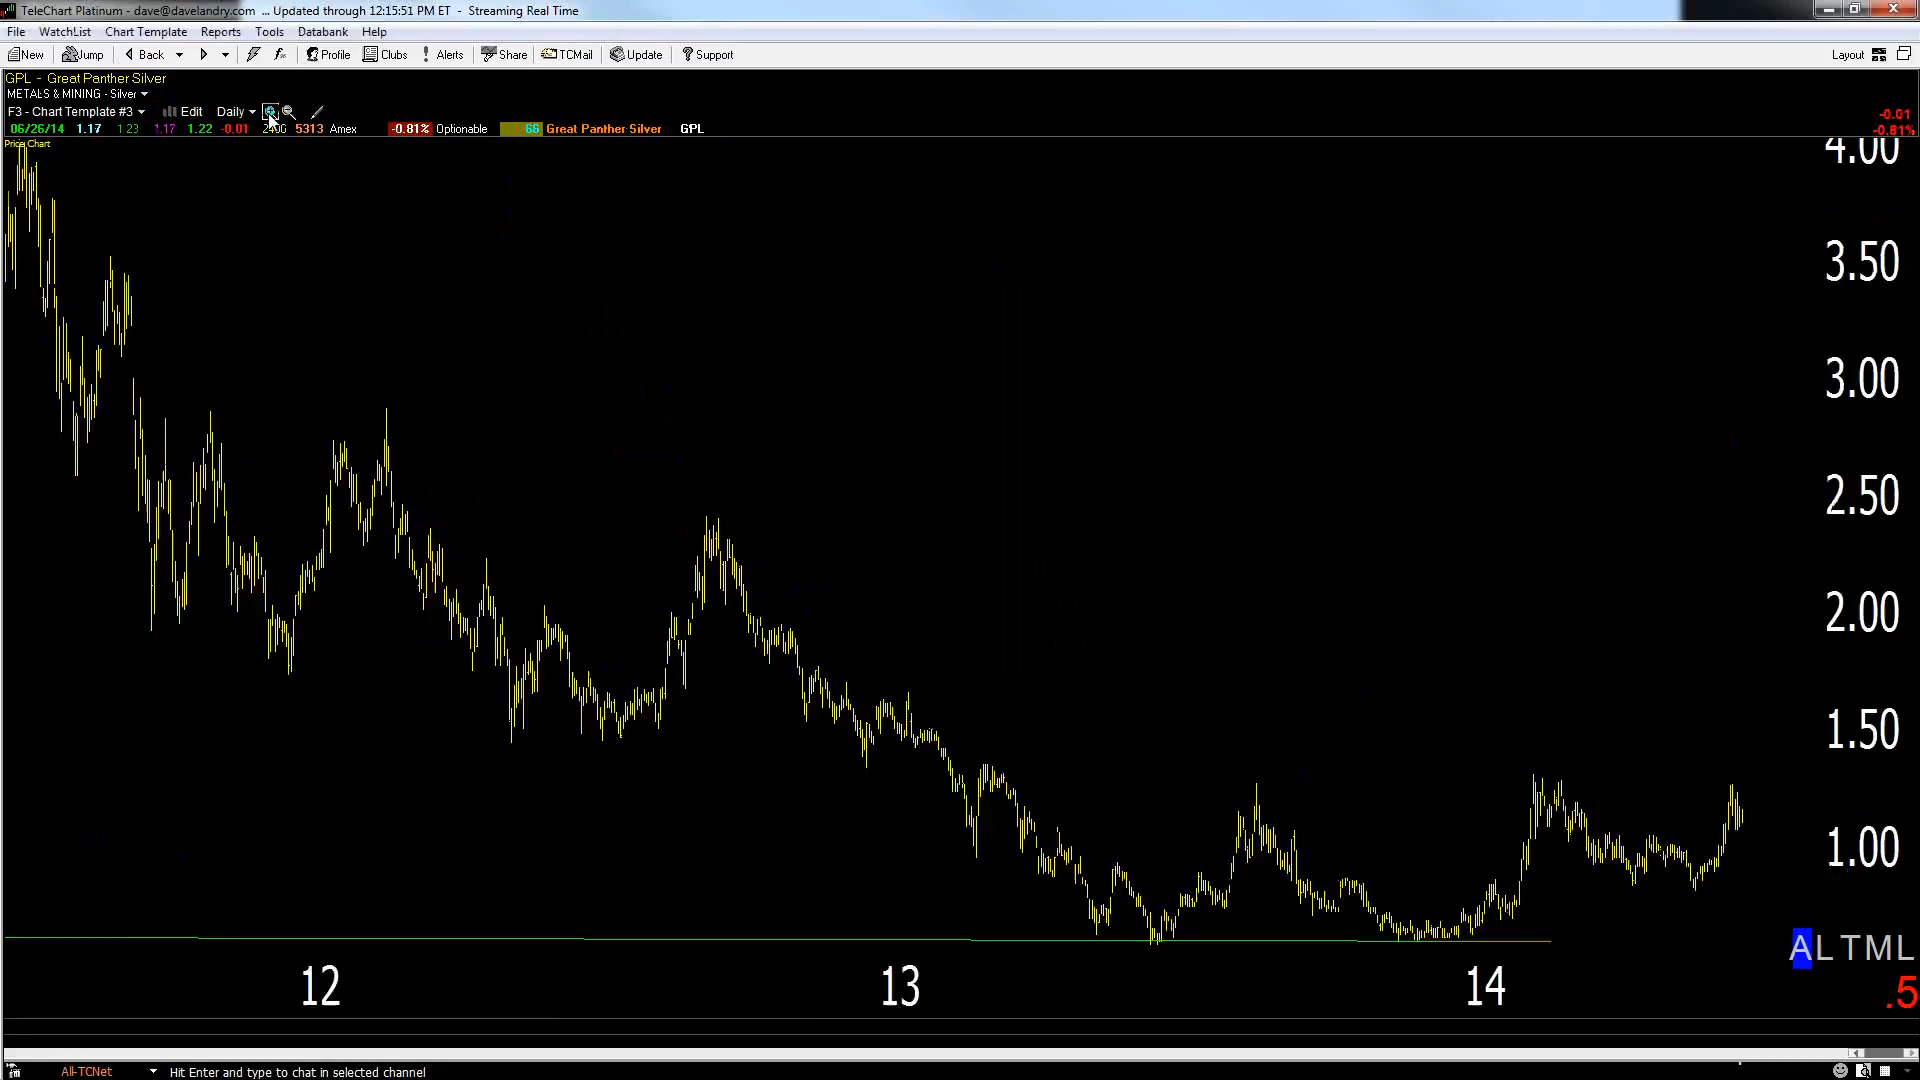 TeleChart Platinum - dave@davelandry.com ... Updated through 12:15:51 PM ET - Streaming Real Time
File WatchList Chart Template Reports Tools Databank Help
New Jump Back Profile Clubs Alerts Share TCMail Update Support Layout
GPL - Great Panther Silver
METALS & MINING - Silver
F3 - Chart Template #3 Edit Daily
-0.01
06/26/14 1.17 1.23 1.17 1.22 -0.01 5313 Amex -0.81% Optionable 66 Great Panther Silver GPL
-0.81%
Price Chart
4.00
3.50
3.00
2.50
2.00
1.50
1.00
ALTML
12 13 14
.5
All-TCNet Hit Enter and type to chat in selected channel